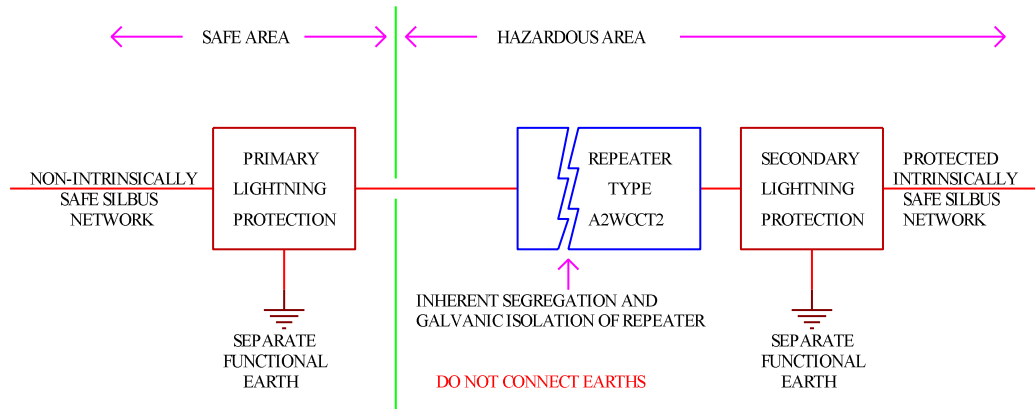 SAFE AREA
HAZARDOUS AREA
NON-INTRINSICALLY
SAFE SILBUS
NETWORK
PRIMARY
LIGHTNING
PROTECTION
REPEATER
TYPE
A2WCCT2
SECONDARY
LIGHTNING
PROTECTION
PROTECTED
INTRINSICALLY
SAFE SILBUS
NETWORK
INHERENT SEGREGATION AND
GALVANIC ISOLATION OF REPEATER
SEPARATE
FUNCTIONAL
EARTH
SEPARATE
FUNCTIONAL
EARTH
DO NOT CONNECT EARTHS